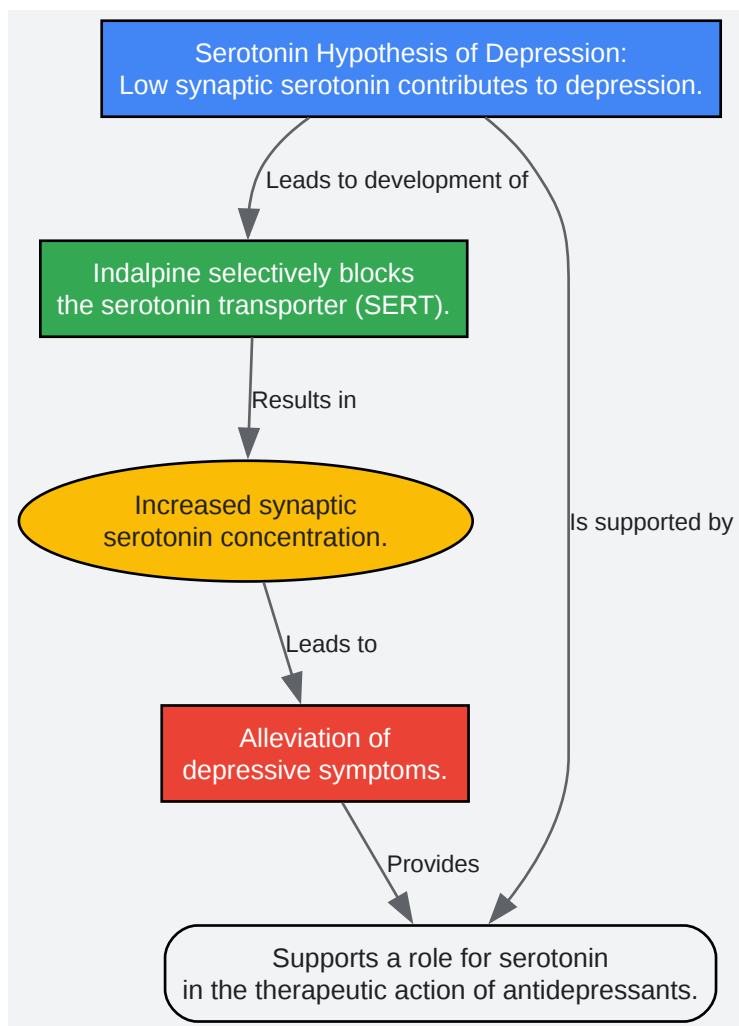 Serotonin Hypothesis of Depression:
Low synaptic serotonin contributes to depression.
Leads to development of
Indalpine selectively blocks
the serotonin transporter (SERT).
Results in
Increased synaptic
serotonin concentration.
Is supported by
Leads to
Alleviation of
depressive symptoms.
Provides
Supports a role for serotonin
in the therapeutic action of antidepressants.